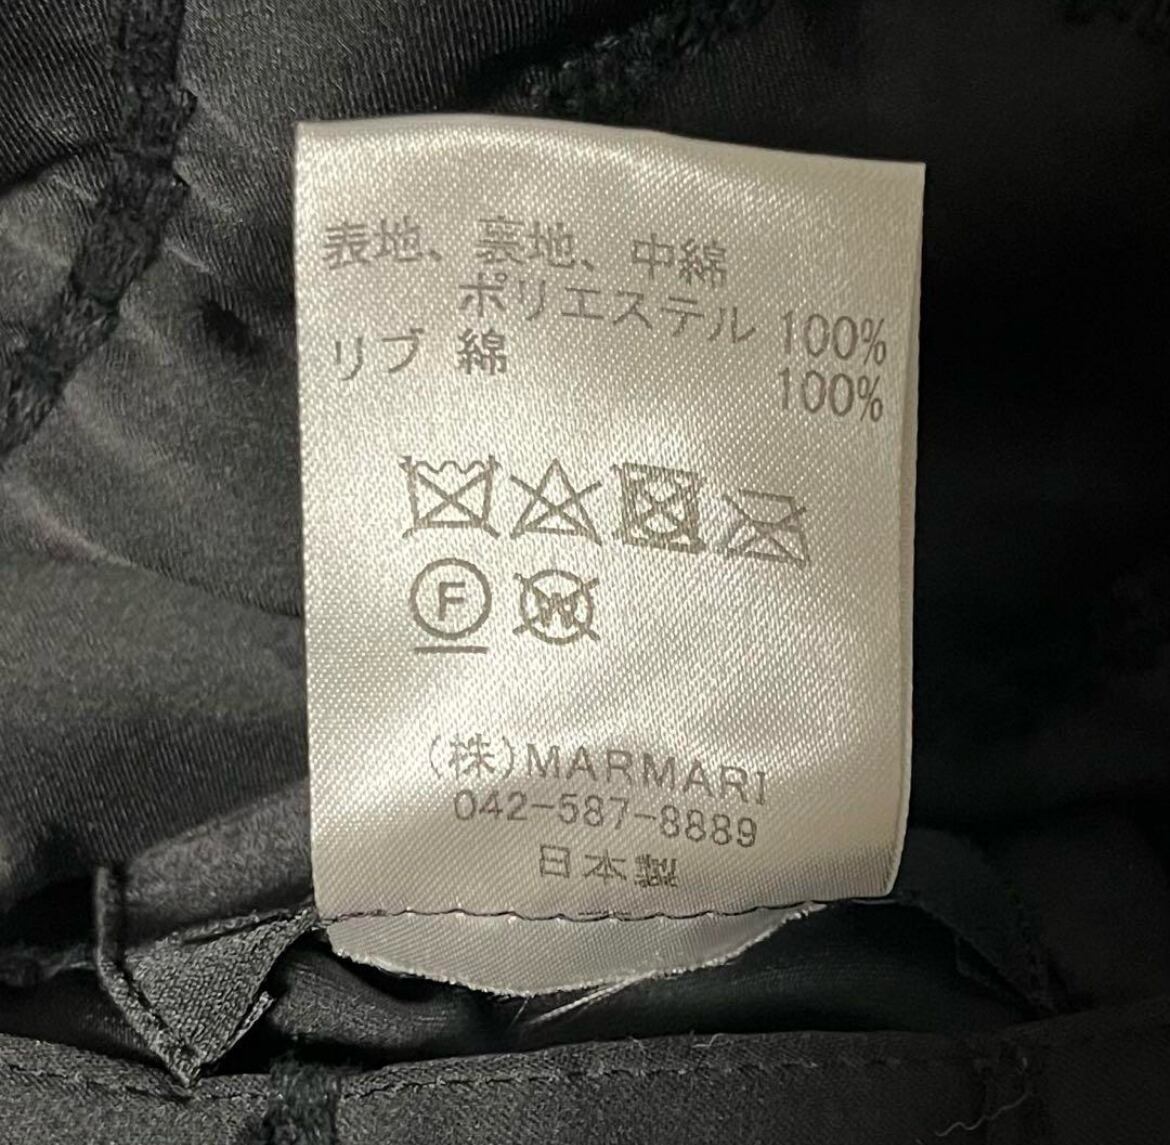 表地、裏地、中綿
ポリエステル 100%
リブ 綿 100%
F
W
(株)MARMARI
042-587-8889
日本製